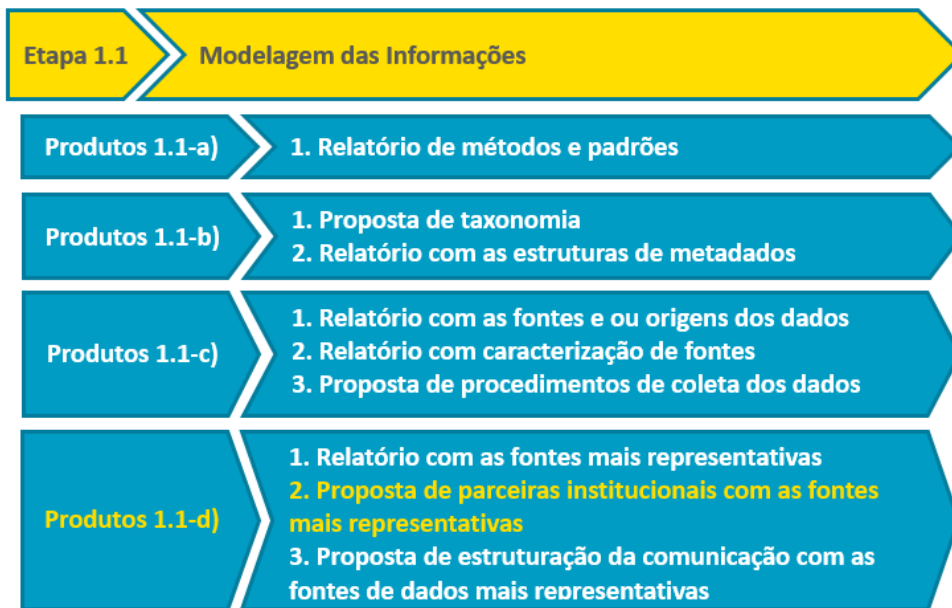 Etapa 1.1
Modelagem das Informações
Produtos 1.1-a)
1. Relatório de métodos e padrões
Produtos 1.1-b)
1. Proposta de taxonomia
2. Relatório com as estruturas de metadados
Produtos 1.1-c)
1. Relatório com as fontes e ou origens dos dados
2. Relatório com caracterização de fontes
3. Proposta de procedimentos de coleta dos dados
Produtos 1.1-d)
1. Relatório com as fontes mais representativas
2. Proposta de parceiras institucionais com as fontes
mais representativas
3. Proposta de estruturação da comunicação com as
fontes de dados mais representativas